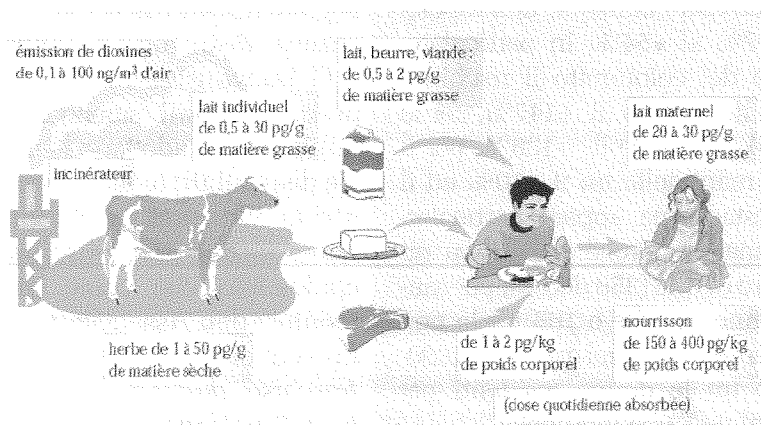 émission de dioxines
de 0,1 à 100 ng/m³ d'air
lait individuel
de 0,5 à 30 pg/g
de matière grasse
incinérateur
lait, beurre, viande :
de 0,5 à 2 pg/g
de matière grasse
lait maternel
de 20 à 30 pg/g
de matière grasse
herbe de 1 à 50 pg/g
de matière sèche
de 1 à 2 pg/kg
de poids corporel
nourrisson
de 150 à 400 pg/kg
de poids corporel
(dose quotidienne absorbée)